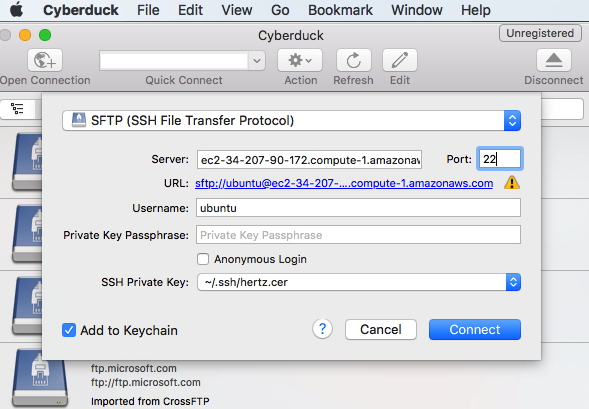 Cyberduck File Edit View Go Bookmark Window Help
Cyberduck
Unregistered
Open Connection Quick Connect Action Refresh Edit Disconnect
SFTP (SSH File Transfer Protocol)
Server: ec2-34-207-90-172.compute-1.amazonaw Port: 22
URL: sftp://ubuntu@ec2-34-207-....compute-1.amazonaws.com
Username: ubuntu
Private Key Passphrase: Private Key Passphrase
Anonymous Login
SSH Private Key: ~/.ssh/hertz.cer
Add to Keychain ? Cancel Connect
ftp.microsoft.com
ftp://ftp.microsoft.com
Imported from CrossFTP